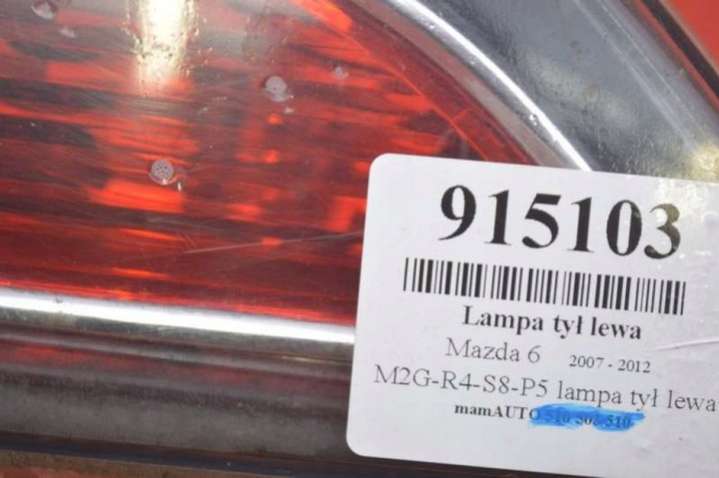 915103
Lampa tył lewa
Mazda 6 2007 - 2012
M2G-R4-S8-P5 lampa tył lewa
mamAUTO